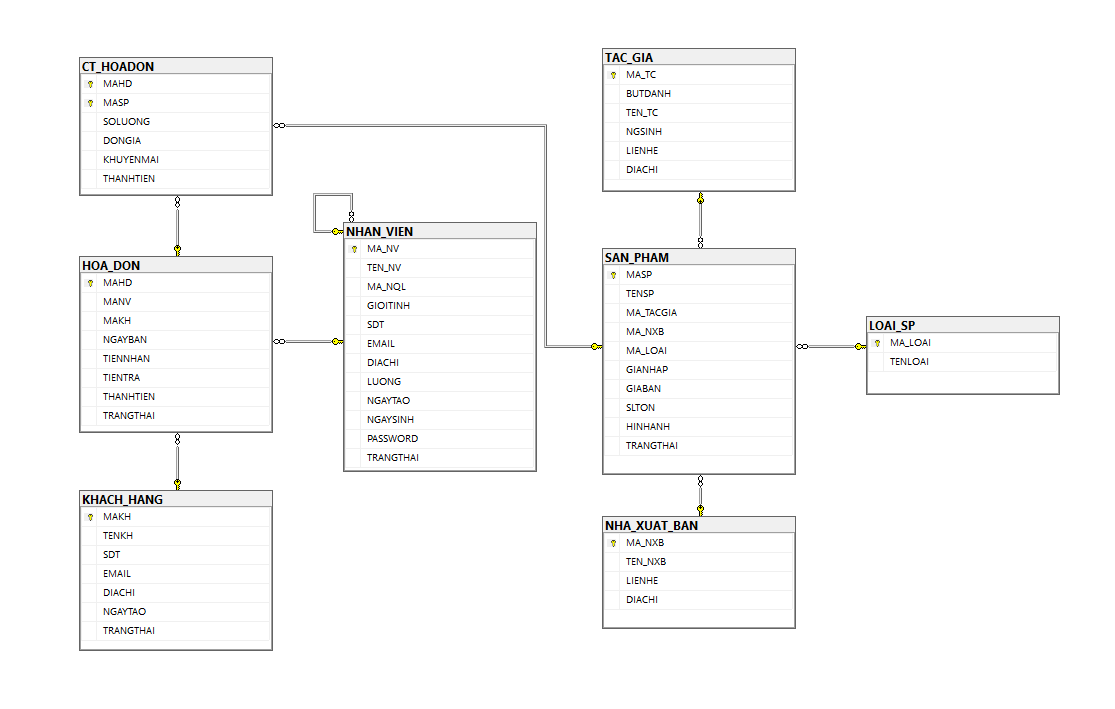 CT_HOADON
MAHD
MASP
SOLUONG
DONGIA
KHUYENMAI
THANHTIEN
HOA_DON
MAHD
MANV
MAKH
NGAYBAN
TIENNHAN
TIENTRA
THANHTIEN
TRANGTHAI
KHACH_HANG
MAKH
TENKH
SDT
EMAIL
DIACHI
NGAYTAO
TRANGTHAI
NHAN_VIEN
MA_NV
TEN_NV
MA_NQL
GIOITINH
SDT
EMAIL
DIACHI
LUONG
NGAYTAO
NGAYSINH
PASSWORD
TRANGTHAI
TAC_GIA
MA_TC
BUTDANH
TEN_TC
NGSINH
LIENHE
DIACHI
SAN_PHAM
MASP
TENSP
MA_TACGIA
MA_NXB
MA_LOAI
GIANHAP
GIABAN
SLTON
HINHANH
TRANGTHAI
NHA_XUAT_BAN
MA_NXB
TEN_NXB
LIENHE
DIACHI
LOAI_SP
MA_LOAI
TENLOAI